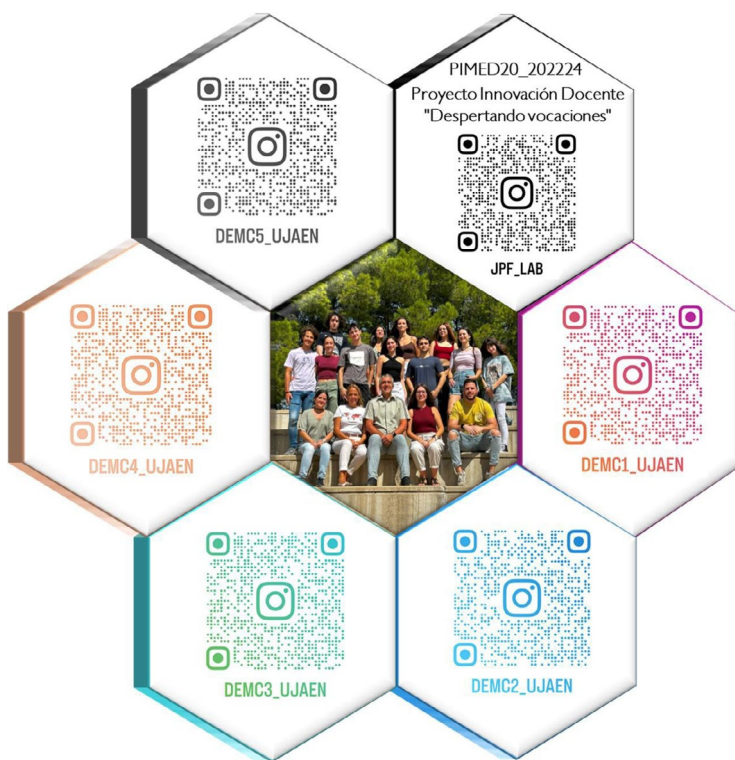 PIMED20_202224
Proyecto Innovación Docente
"Despertando vocaciones"
DEMC5_UJAEN
JPF_LAB
DEMC4_UJAEN
DEMC1_UJAEN
DEMC3_UJAEN
DEMC2_UJAEN